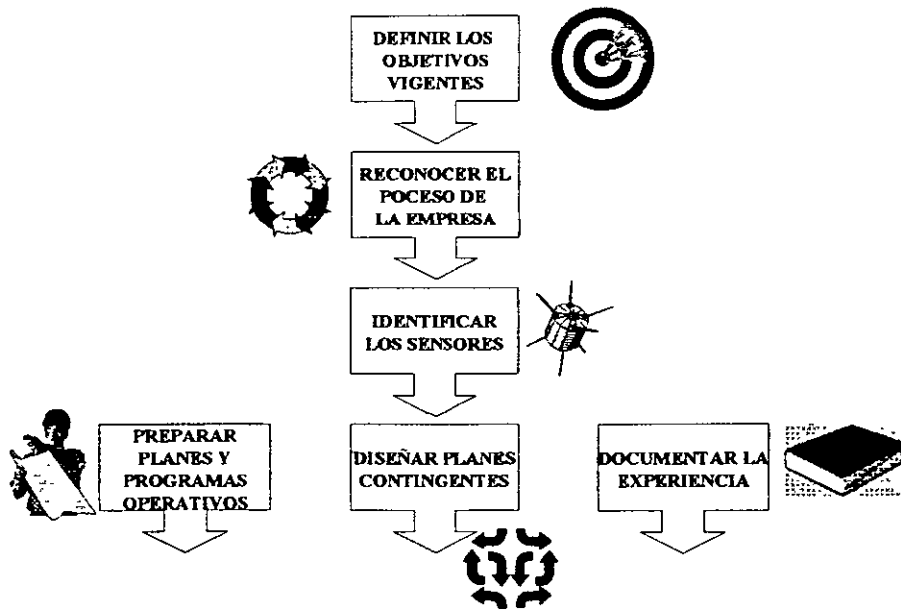 DEFINIR LOS
OBJETIVOS
VIGENTES
RECONOCER EL
POCESO DE
LA EMPRESA
IDENTIFICAR
LOS SENSORES
PREPARAR
PLANES Y
PROGRAMAS
OPERATIVOS
DISEÑAR PLANES
CONTINGENTES
DOCUMENTAR LA
EXPERIENCIA